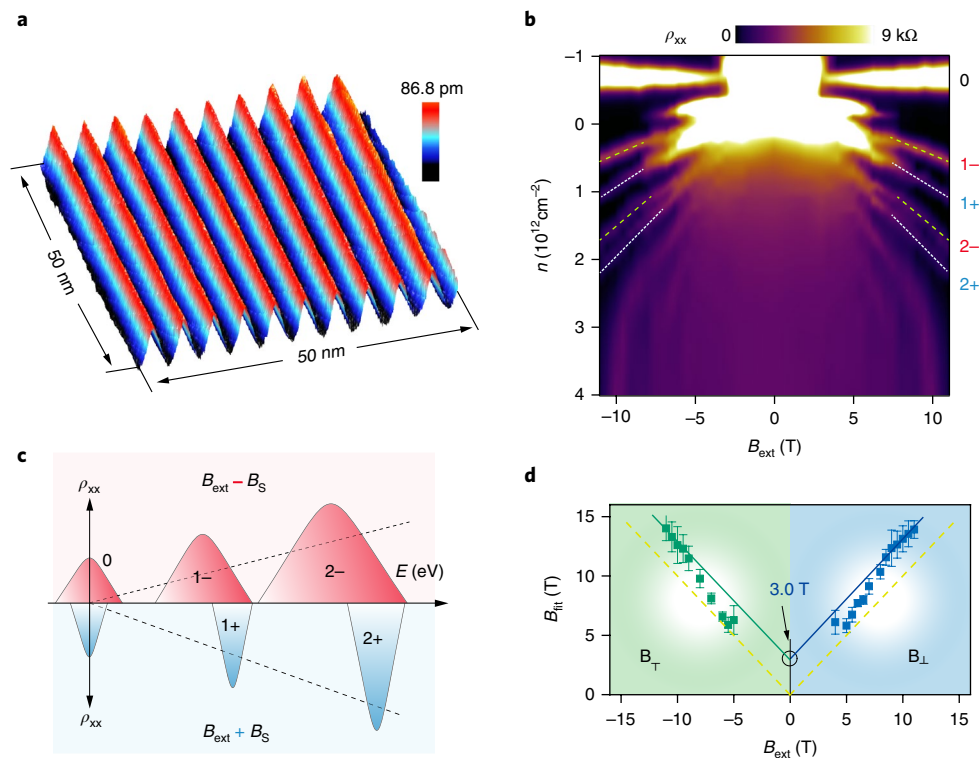 a
86.8 pm
50 nm
50 nm
b
ρxx 0 9 kΩ
−1
0
1
2
3
4
n (10¹²cm⁻²)
0
1−
1+
2−
2+
−10 −5 0 5 10
Bext (T)
c
Bext − BS
ρxx
0
1−
2−
E (eV)
1+
2+
ρxx
Bext + BS
d
15
10
5
0
Bfit (T)
3.0 T
B⊤
B⊥
−15 −10 −5 0 5 10 15
Bext (T)